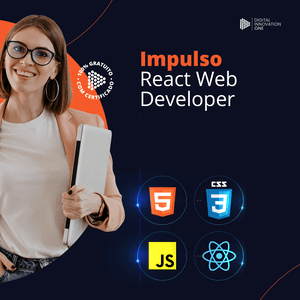 DIGITAL
INNOVATION
ONE
Impulso
React Web
Developer
100% GRATUITO
COM CERTIFICADO
5
CSS
3
JS